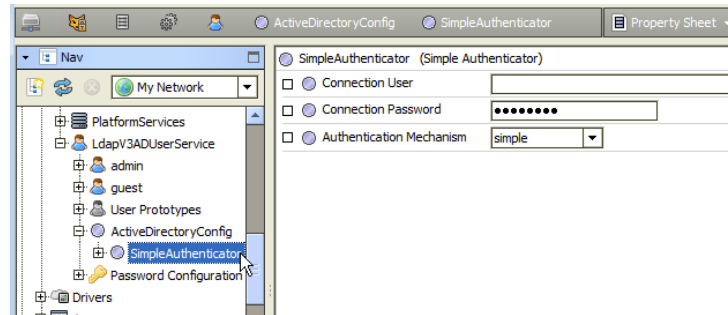 ActiveDirectoryConfig SimpleAuthenticator Property Sheet
Nav
My Network
PlatformServices
LdapV3ADUserService
admin
guest
User Prototypes
ActiveDirectoryConfig
SimpleAuthenticator
Password Configuration
Drivers
SimpleAuthenticator (Simple Authenticator)
Connection User
Connection Password ●●●●●●●●
Authentication Mechanism simple